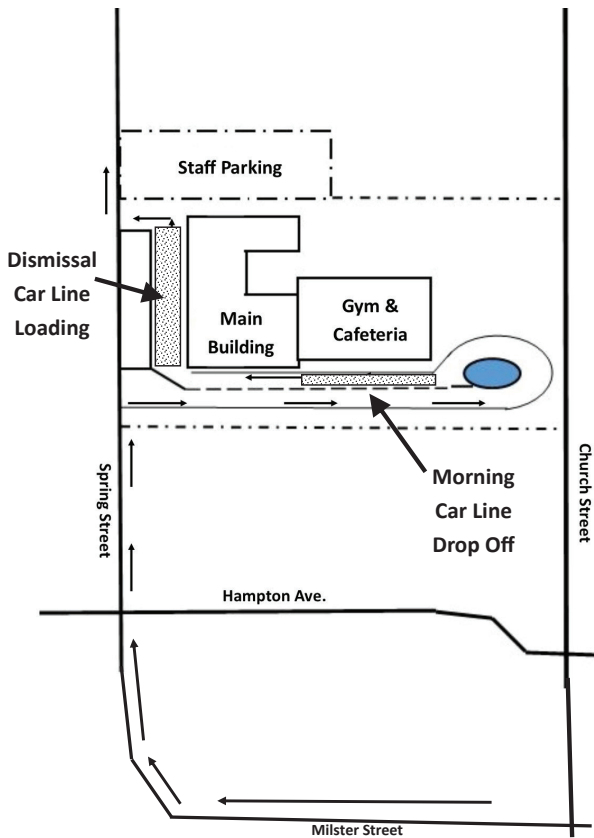 Staff Parking
Dismissal
Car Line
Loading
Main
Building
Gym &
Cafeteria
Morning
Car Line
Drop Off
Spring Street
Church Street
Hampton Ave.
Milster Street